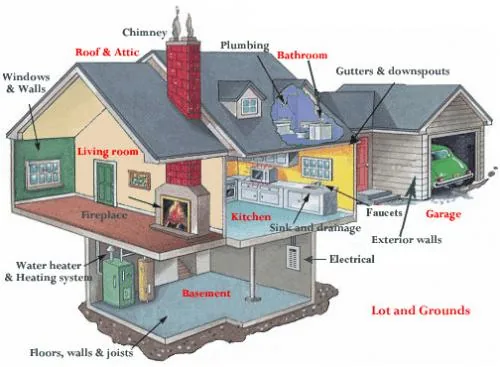 Chimney
Roof & Attic
Plumbing
Bathroom
Gutters & downspouts
Windows
& Walls
Living room
Fireplace
Kitchen
Sink and drainage
Faucets
Garage
Exterior walls
Water heater
& Heating system
Electrical
Basement
Lot and Grounds
Floors, walls & joists